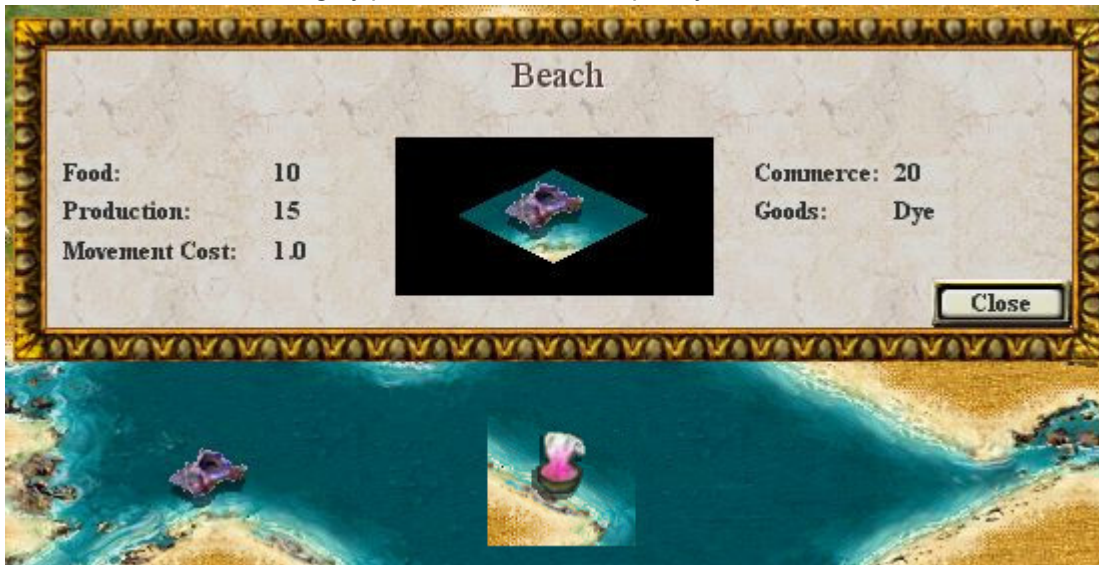 Beach
Food: 10
Production: 15
Movement Cost: 1.0
Commerce: 20
Goods: Dye
Close